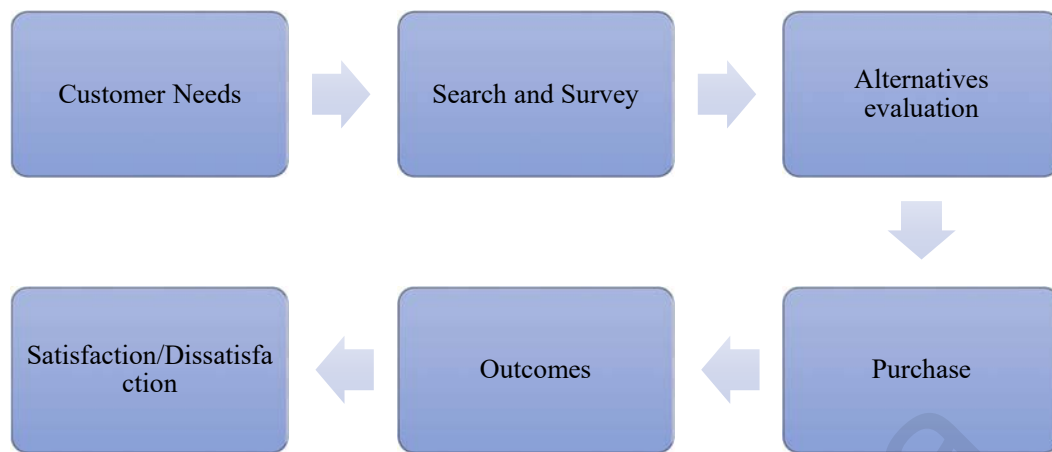 Customer Needs
Search and Survey
Alternatives
evaluation
Purchase
Outcomes
Satisfaction/Dissatisfa
ction